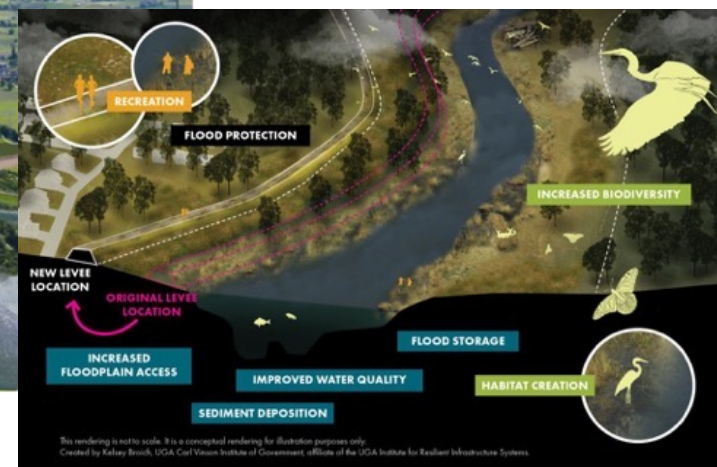 RECREATION
FLOOD PROTECTION
INCREASED BIODIVERSITY
NEW LEVEE
LOCATION
ORIGINAL LEVEE
LOCATION
INCREASED
FLOODPLAIN ACCESS
FLOOD STORAGE
IMPROVED WATER QUALITY
HABITAT CREATION
SEDIMENT DEPOSITION
This rendering is not to scale. It is a conceptual rendering for illustration purposes only.
Created by Kelsey Broich, UGA Carl Vinson Institute of Government, affiliate of the UGA Institute for Resilient Infrastructure Systems.